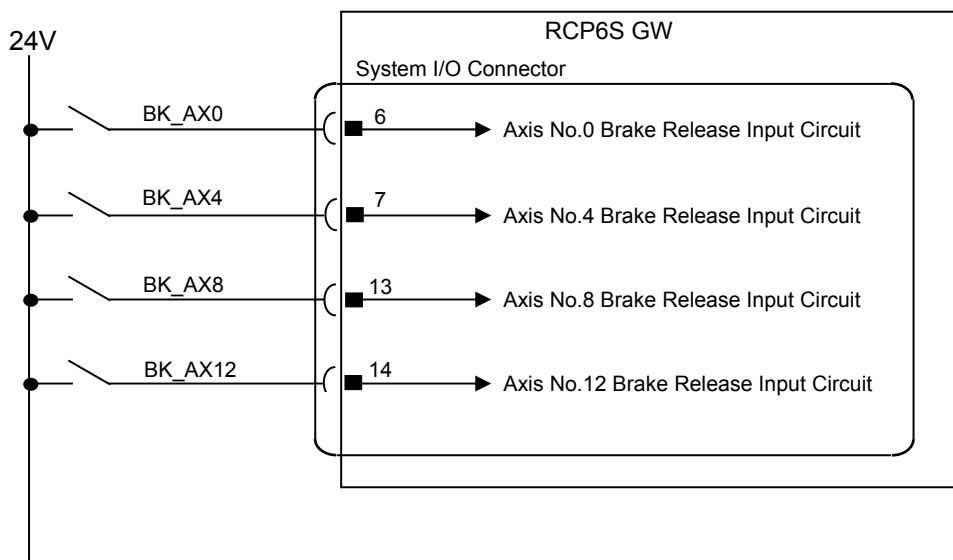 RCP6S GW
24V
System I/O Connector
BK_AX0 6 Axis No.0 Brake Release Input Circuit
BK_AX4 7 Axis No.4 Brake Release Input Circuit
BK_AX8 13 Axis No.8 Brake Release Input Circuit
BK_AX12 14 Axis No.12 Brake Release Input Circuit